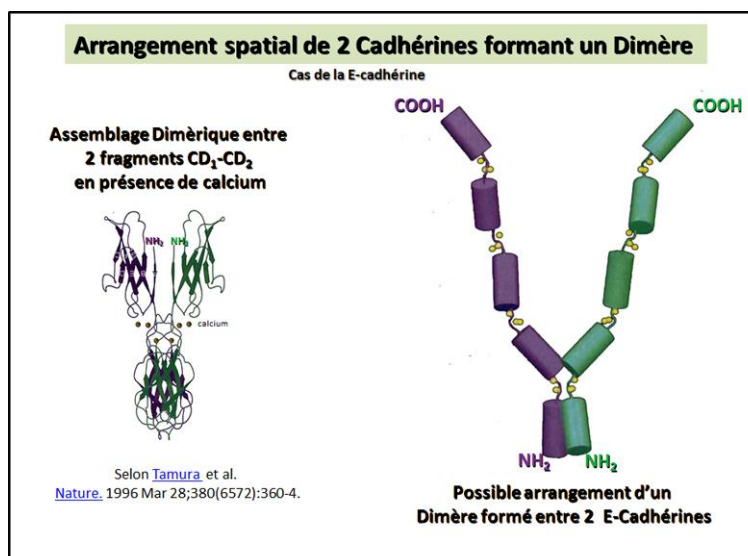 Arrangement spatial de 2 Cadhérines formant un Dimère
Cas de la E-cadhérine
Assemblage Dimèrique entre
2 fragments CD₁-CD₂
en présence de calcium
NH₂ NH₂
calcium
Selon Tamura et al.
Nature. 1996 Mar 28;380(6572):360-4.
COOH COOH
NH₂ NH₂
Possible arrangement d'un
Dimère formé entre 2 E-Cadhérines